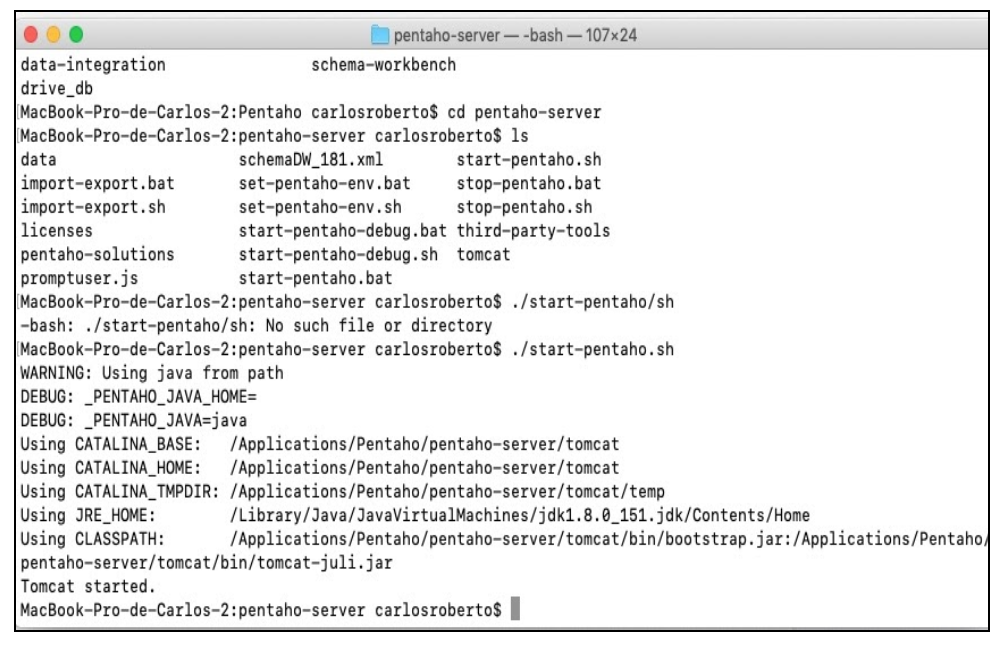 pentaho-server — -bash — 107×24
data-integration schema-workbench
drive_db
[MacBook-Pro-de-Carlos-2:Pentaho carlosroberto$ cd pentaho-server
[MacBook-Pro-de-Carlos-2:pentaho-server carlosroberto$ ls
data schemaDW_181.xml start-pentaho.sh
import-export.bat set-pentaho-env.bat stop-pentaho.bat
import-export.sh set-pentaho-env.sh stop-pentaho.sh
licenses start-pentaho-debug.bat third-party-tools
pentaho-solutions start-pentaho-debug.sh tomcat
promptuser.js start-pentaho.bat
[MacBook-Pro-de-Carlos-2:pentaho-server carlosroberto$ ./start-pentaho/sh
-bash: ./start-pentaho/sh: No such file or directory
[MacBook-Pro-de-Carlos-2:pentaho-server carlosroberto$ ./start-pentaho.sh
WARNING: Using java from path
DEBUG: _PENTAHO_JAVA_HOME=
DEBUG: _PENTAHO_JAVA=java
Using CATALINA_BASE: /Applications/Pentaho/pentaho-server/tomcat
Using CATALINA_HOME: /Applications/Pentaho/pentaho-server/tomcat
Using CATALINA_TMPDIR: /Applications/Pentaho/pentaho-server/tomcat/temp
Using JRE_HOME: /Library/Java/JavaVirtualMachines/jdk1.8.0_151.jdk/Contents/Home
Using CLASSPATH: /Applications/Pentaho/pentaho-server/tomcat/bin/bootstrap.jar:/Applications/Pentaho/
pentaho-server/tomcat/bin/tomcat-juli.jar
Tomcat started.
MacBook-Pro-de-Carlos-2:pentaho-server carlosroberto$